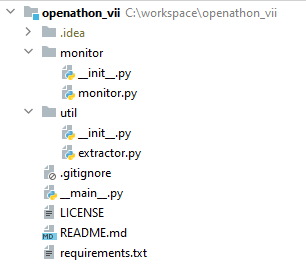 openathon_vii C:\workspace\openathon_vii
.idea
monitor
__init__.py
monitor.py
util
__init__.py
extractor.py
.gitignore
__main__.py
LICENSE
MD README.md
requirements.txt